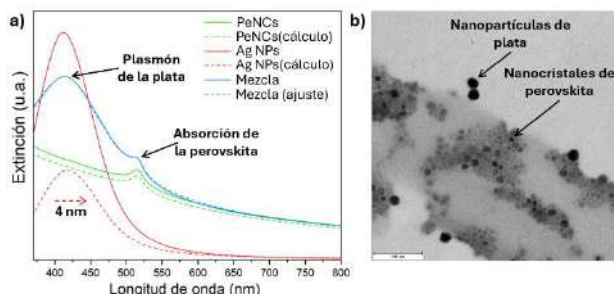 a)
Extinción (u.a.)
Plasmón
de la plata
PeNCs
PeNCs(cálculo)
Ag NPs
Ag NPs(cálculo)
Mezcla
Mezcla (ajuste)
Absorción de
la perovskita
4 nm
400 450 500 550 600 650 700 750 800
Longitud de onda (nm)
b)
Nanopartículas de
plata
Nanocristales de
perovskita